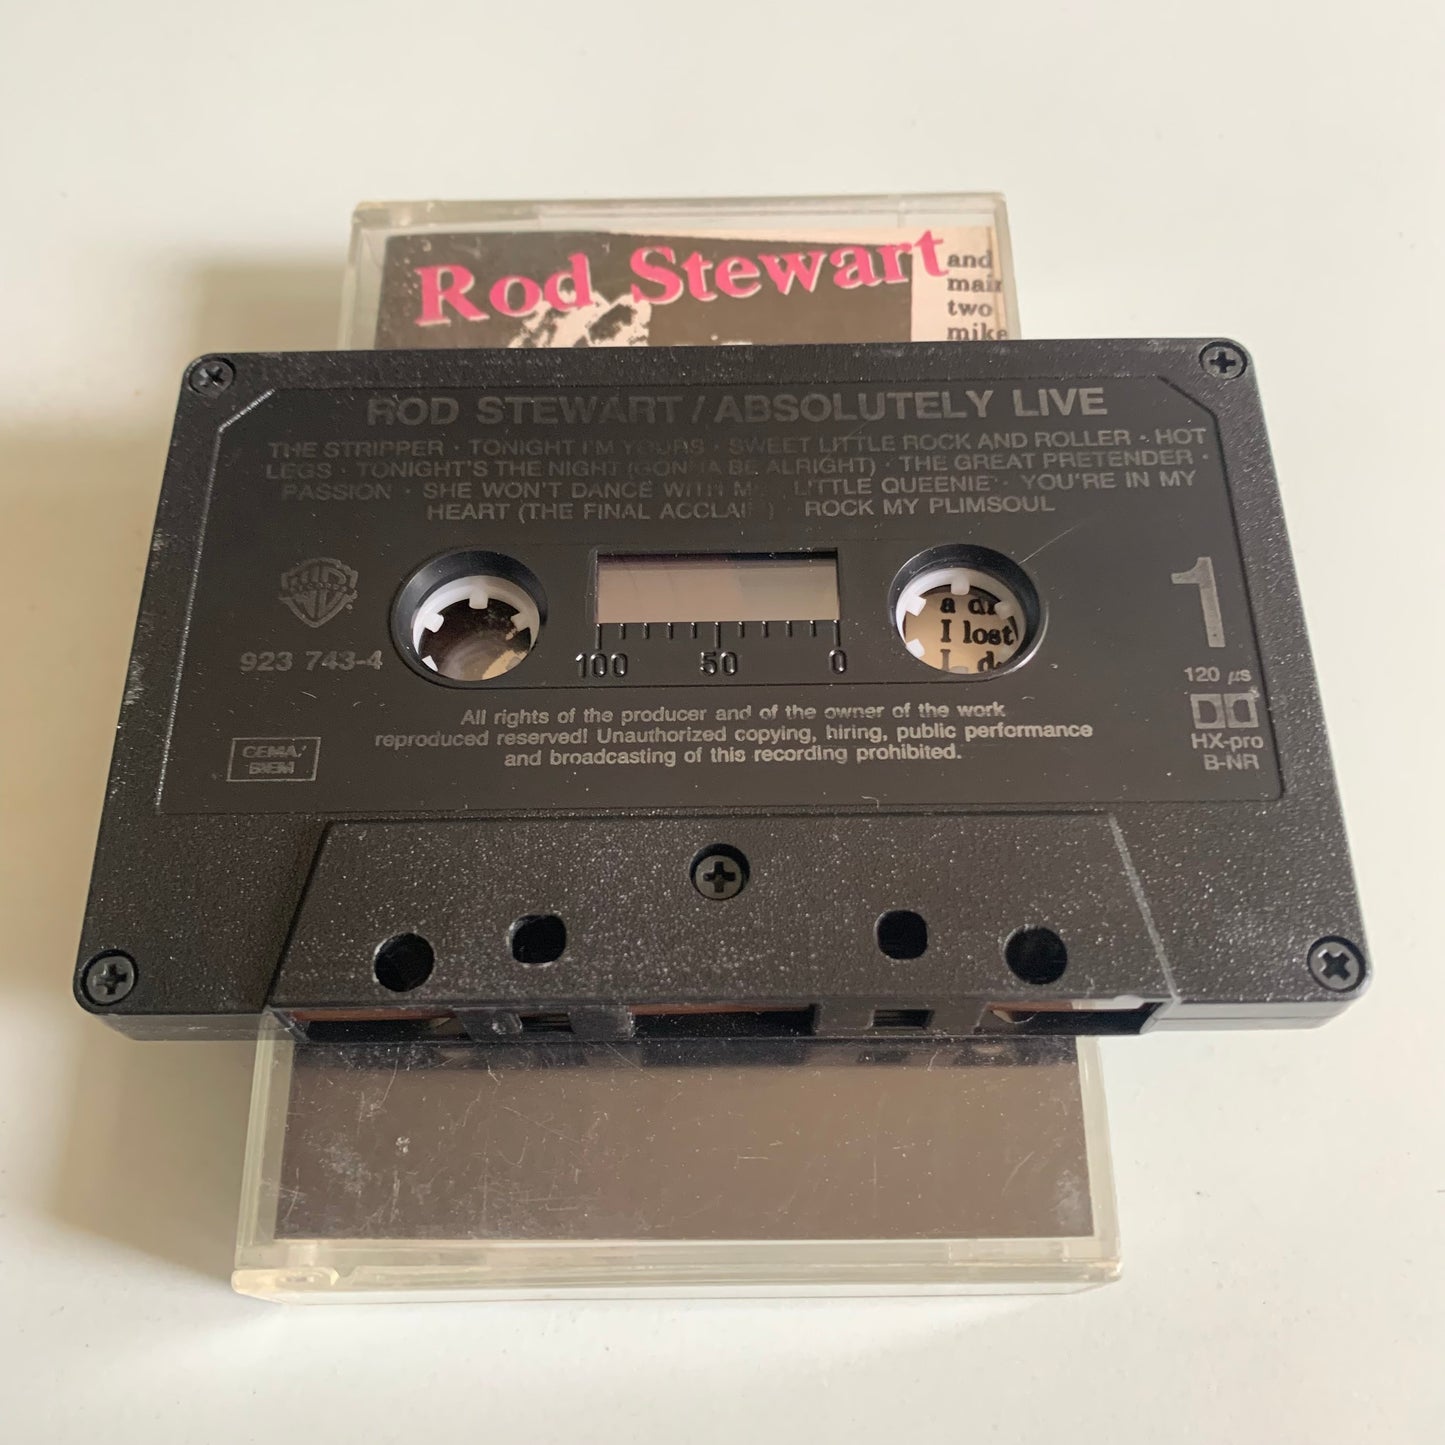 Rod Stewart
and
main
two
mike
ROD STEWART/ABSOLUTELY LIVE
THE STRIPPER · TONIGHT I'M YOURS · SWEET LITTLE ROCK AND ROLLER · HOT
LEGS · TONIGHT'S THE NIGHT (GONNA BE ALRIGHT) · THE GREAT PRETENDER ·
PASSION · SHE WON'T DANCE WITH ME, LITTLE QUEENIE · YOU'RE IN MY
HEART (THE FINAL ACCLAIM) ROCK MY PLIMSOUL
WB
923 743-4
1
a
I lost
I
100 50 0
120 µs
HX-pro
B-NR
CEMA/
BIEM
All rights of the producer and of the owner of the work
reproduced reserved! Unauthorized copying, hiring, public performance
and broadcasting of this recording prohibited.